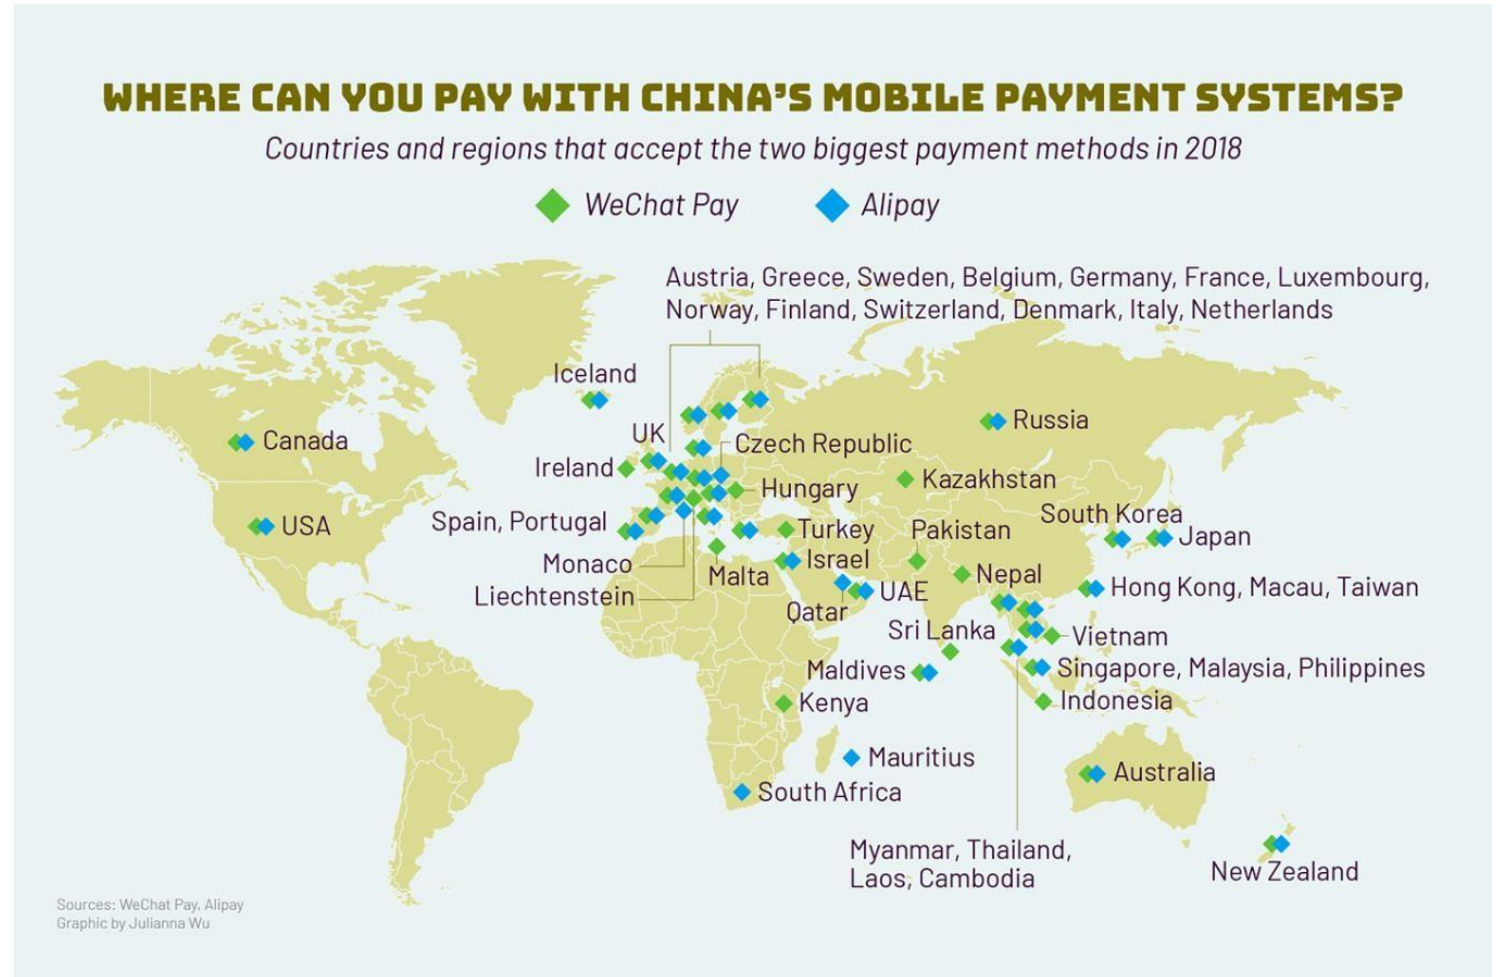 WHERE CAN YOU PAY WITH CHINA'S MOBILE PAYMENT SYSTEMS?
Countries and regions that accept the two biggest payment methods in 2018
WeChat Pay
Alipay
Austria, Greece, Sweden, Belgium, Germany, France, Luxembourg,
Norway, Finland, Switzerland, Denmark, Italy, Netherlands
Iceland
Russia
UK
Canada
Czech Republic
Ireland
Kazakhstan
Hungary
South Korea
Spain, Portugal
USA
Turkey
Pakistan
Japan
Monaco
Israel
Malta
Nepal
Hong Kong, Macau, Taiwan
Liechtenstein
UAE
Qatar
Sri Lanka
Vietnam
Maldives
Singapore, Malaysia, Philippines
Kenya
Indonesia
Mauritius
Australia
South Africa
Myanmar, Thailand,
Laos, Cambodia
New Zealand
Sources: WeChat Pay, Alipay
Graphic by Julianna Wu